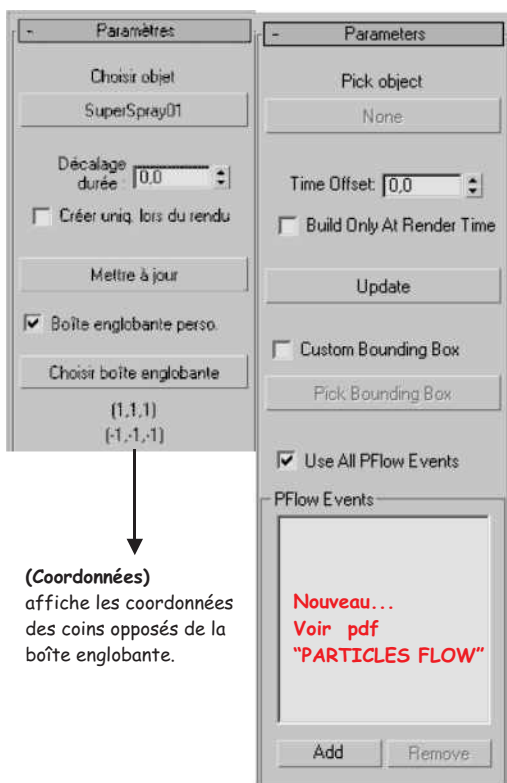 - Paramètres
Choisir objet
SuperSpray01
Décalage
durée : 0,0
Créer uniq. lors du rendu
Mettre à jour
Boîte englobante perso.
Choisir boîte englobante
(1,1,1)
(-1,-1,-1)
(Coordonnées)
affiche les coordonnées
des coins opposés de la
boîte englobante.
- Parameters
Pick object
None
Time Offset: 0,0
Build Only At Render Time
Update
Custom Bounding Box
Pick Bounding Box
Use All PFlow Events
PFlow Events
Nouveau...
Voir pdf
“PARTICLES FLOW”
Add Remove